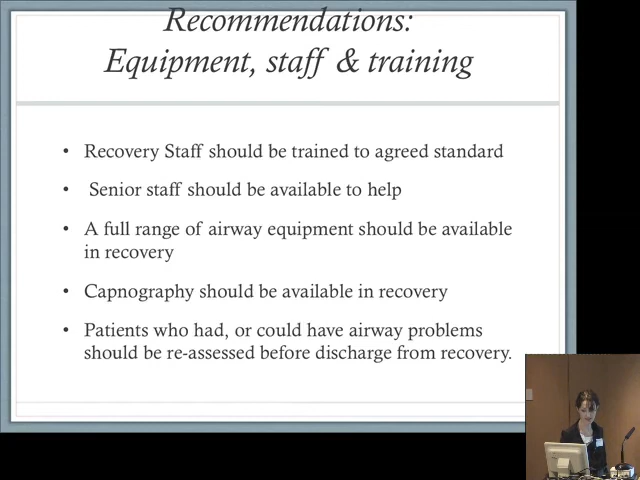 Recommendations:
Equipment, staff & training
• Recovery Staff should be trained to agreed standard
• Senior staff should be available to help
• A full range of airway equipment should be available
in recovery
• Capnography should be available in recovery
• Patients who had, or could have airway problems
should be re-assessed before discharge from recovery.